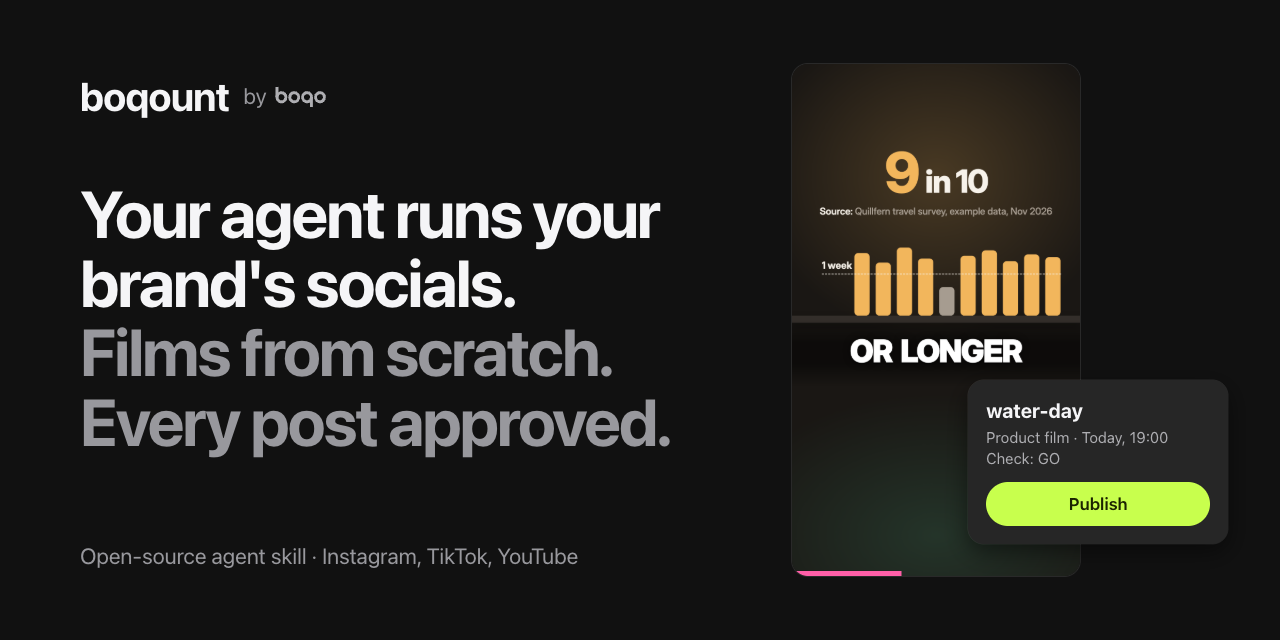 boqount by boqo
Your agent runs your
brand's socials.
Films from scratch.
Every post approved.
Open-source agent skill · Instagram, TikTok, YouTube
9 in 10
Source: Quillfern travel survey, example data, Nov 2026
1 week
OR LONGER
water-day
Product film · Today, 19:00
Check: GO
Publish